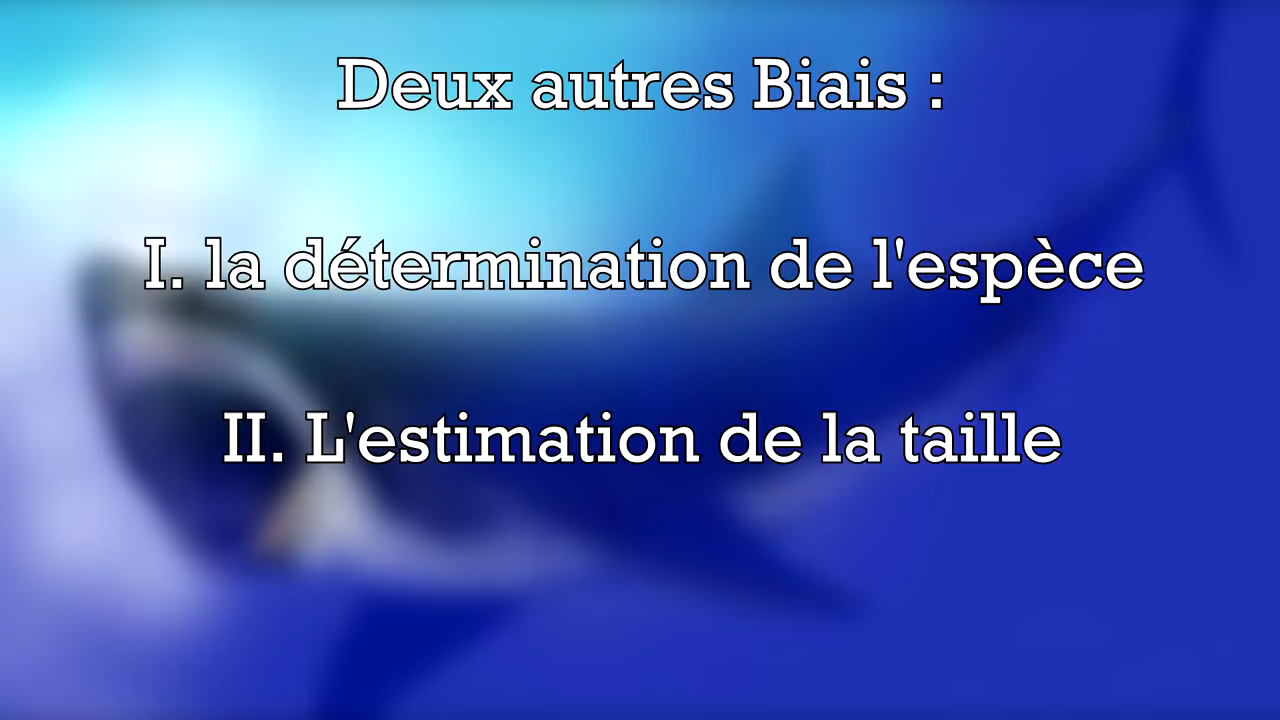 Deux autres Biais :
I. la détermination de l'espèce
II. L'estimation de la taille